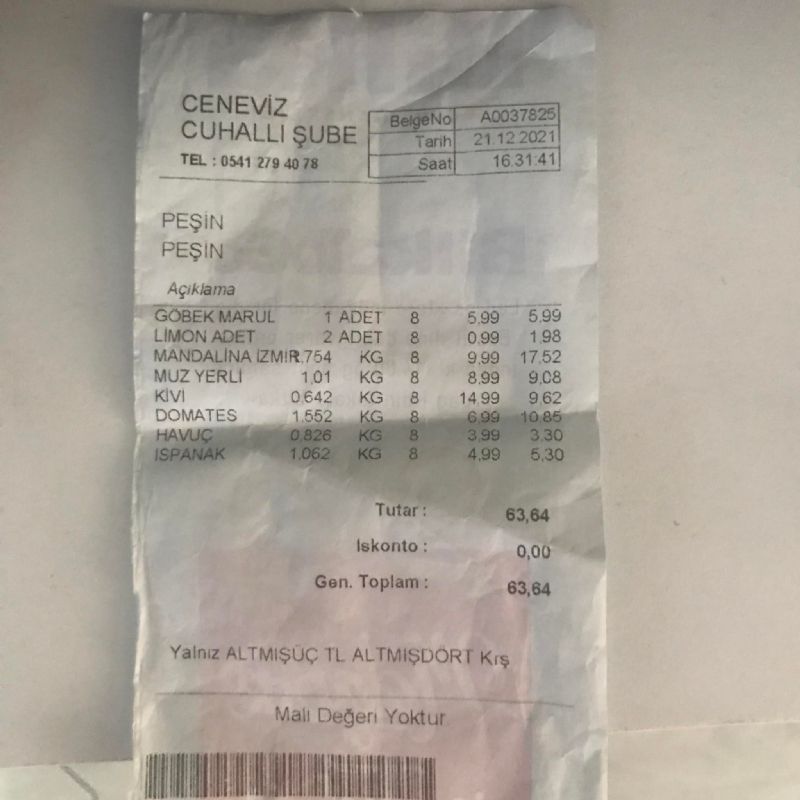 CENEVİZ
CUHALLI ŞUBE
TEL : 0541 279 40 78
BelgeNo A0037825
Tarih 21.12.2021
Saat 16:31:41
PEŞİN
PEŞİN
Açıklama
GÖBEK MARUL 1 ADET 8 5,99 5,99
LİMON ADET 2 ADET 8 0,99 1,98
MANDALİNA İZMİR.754 KG 8 9,99 17,52
MUZ YERLİ 1,01 KG 8 8,99 9,08
KİVİ 0,642 KG 8 14,99 9,62
DOMATES 1,552 KG 8 6,99 10,85
HAVUÇ 0,826 KG 8 3,99 3,30
ISPANAK 1,062 KG 8 4,99 5,30
Tutar : 63,64
Iskonto : 0,00
Gen. Toplam : 63,64
Yalnız ALTMIŞÜÇ TL ALTMIŞDÖRT Krş
Mali Değeri Yoktur